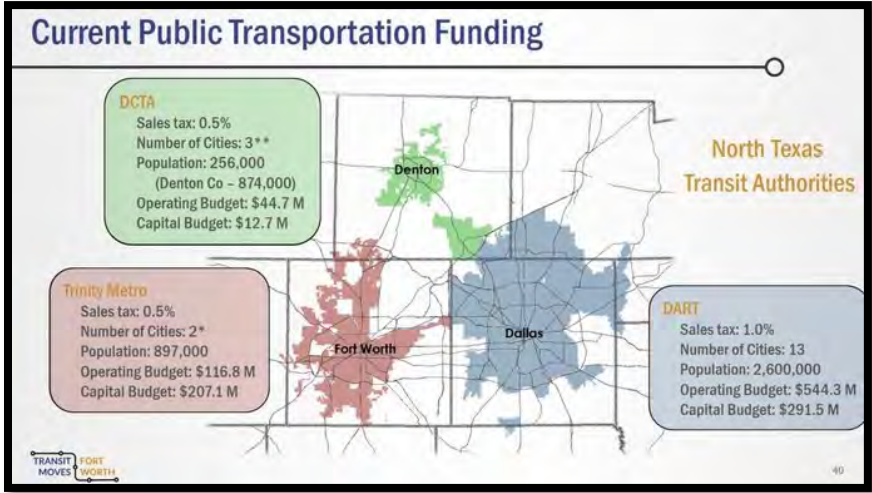 Current Public Transportation Funding
DCTA
Sales tax: 0.5%
Number of Cities: 3**
Population: 256,000
(Denton Co – 874,000)
Operating Budget: $44.7 M
Capital Budget: $12.7 M
North Texas
Transit Authorities
Denton
Trinity Metro
Sales tax: 0.5%
Number of Cities: 2*
Population: 897,000
Operating Budget: $116.8 M
Capital Budget: $207.1 M
Fort Worth
Dallas
DART
Sales tax: 1.0%
Number of Cities: 13
Population: 2,600,000
Operating Budget: $544.3 M
Capital Budget: $291.5 M
TRANSIT FORT
MOVES WORTH
40